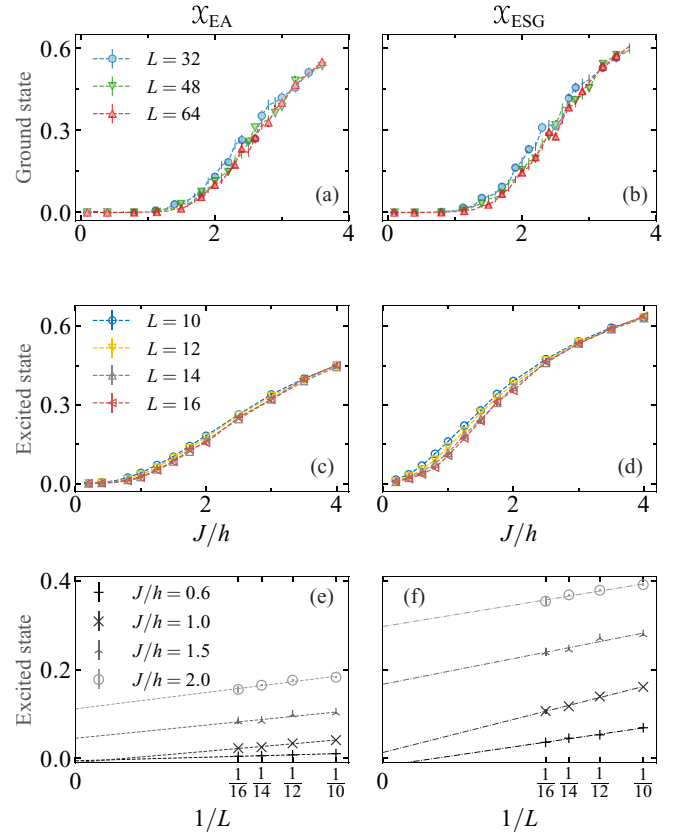 χEA χESG
Ground state
0.6
0.3
0.0
L = 32
L = 48
L = 64
(a)
0 2 4
(b)
0 2 4
Excited state
0.6
0.3
0.0
L = 10
L = 12
L = 14
L = 16
(c)
0 2 4
J/h
(d)
0 2 4
J/h
Excited state
0.4
0.2
0.0
J/h = 0.6
J/h = 1.0
J/h = 1.5
J/h = 2.0
(e)
0 1/16 1/14 1/12 1/10
1/L
(f)
0 1/16 1/14 1/12 1/10
1/L